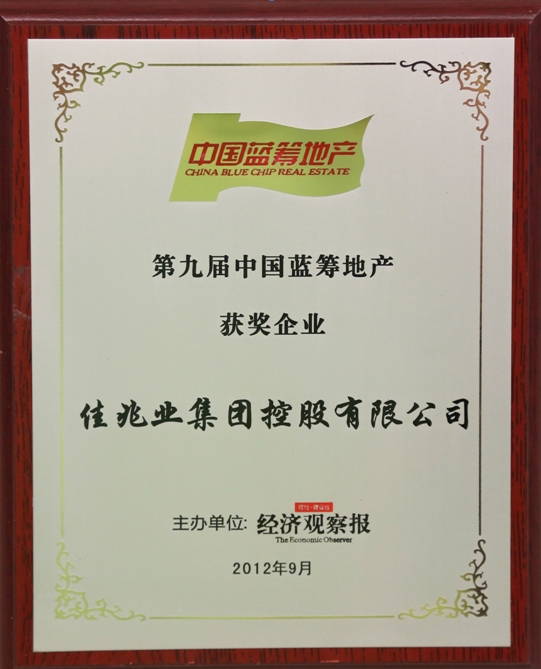 中国蓝筹地产
CHINA BLUE CHIP REAL ESTATE
第九届中国蓝筹地产
获奖企业
佳兆业集团控股有限公司
主办单位: 经济观察报
The Economic Observer
2012年9月